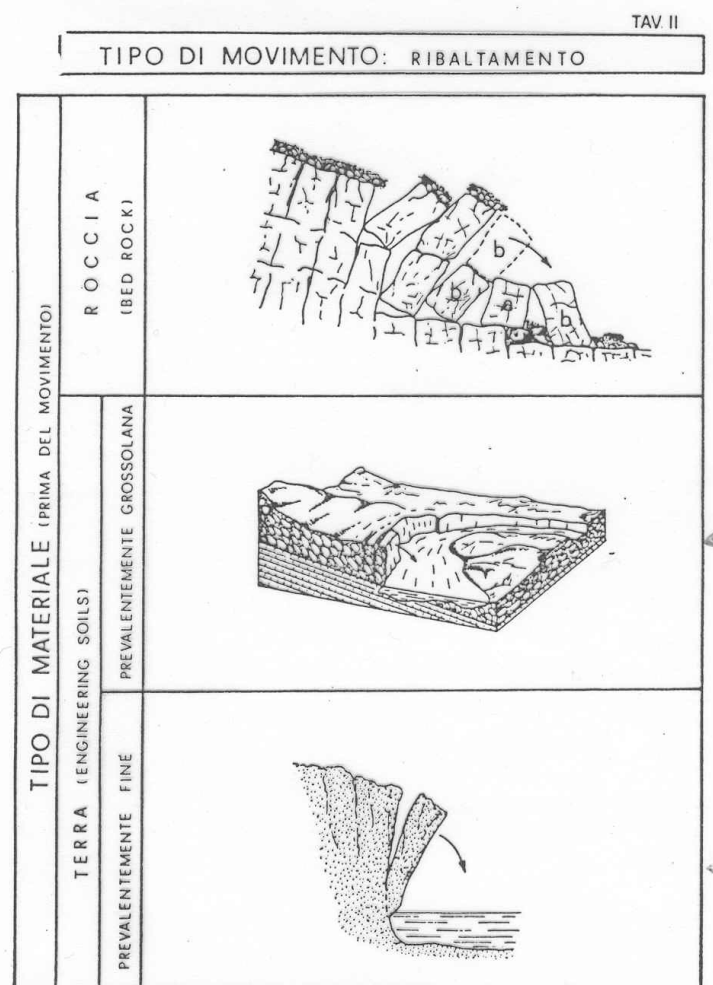 TAV. II
TIPO DI MOVIMENTO: RIBALTAMENTO
TIPO DI MATERIALE (PRIMA DEL MOVIMENTO)
ROCCIA
(BED ROCK)
b
b
a
b
TERRA (ENGINEERING SOILS)
PREVALENTEMENTE GROSSOLANA
PREVALENTEMENTE FINE